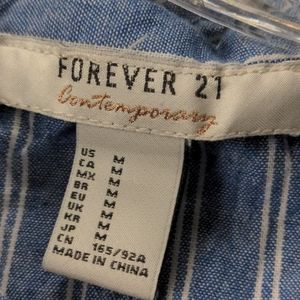 FOREVER 21
Contemporary
US M
CA M
MX M
BR M
EU M
UK M
KR M
JP M
CN 165/92A
MADE IN CHINA